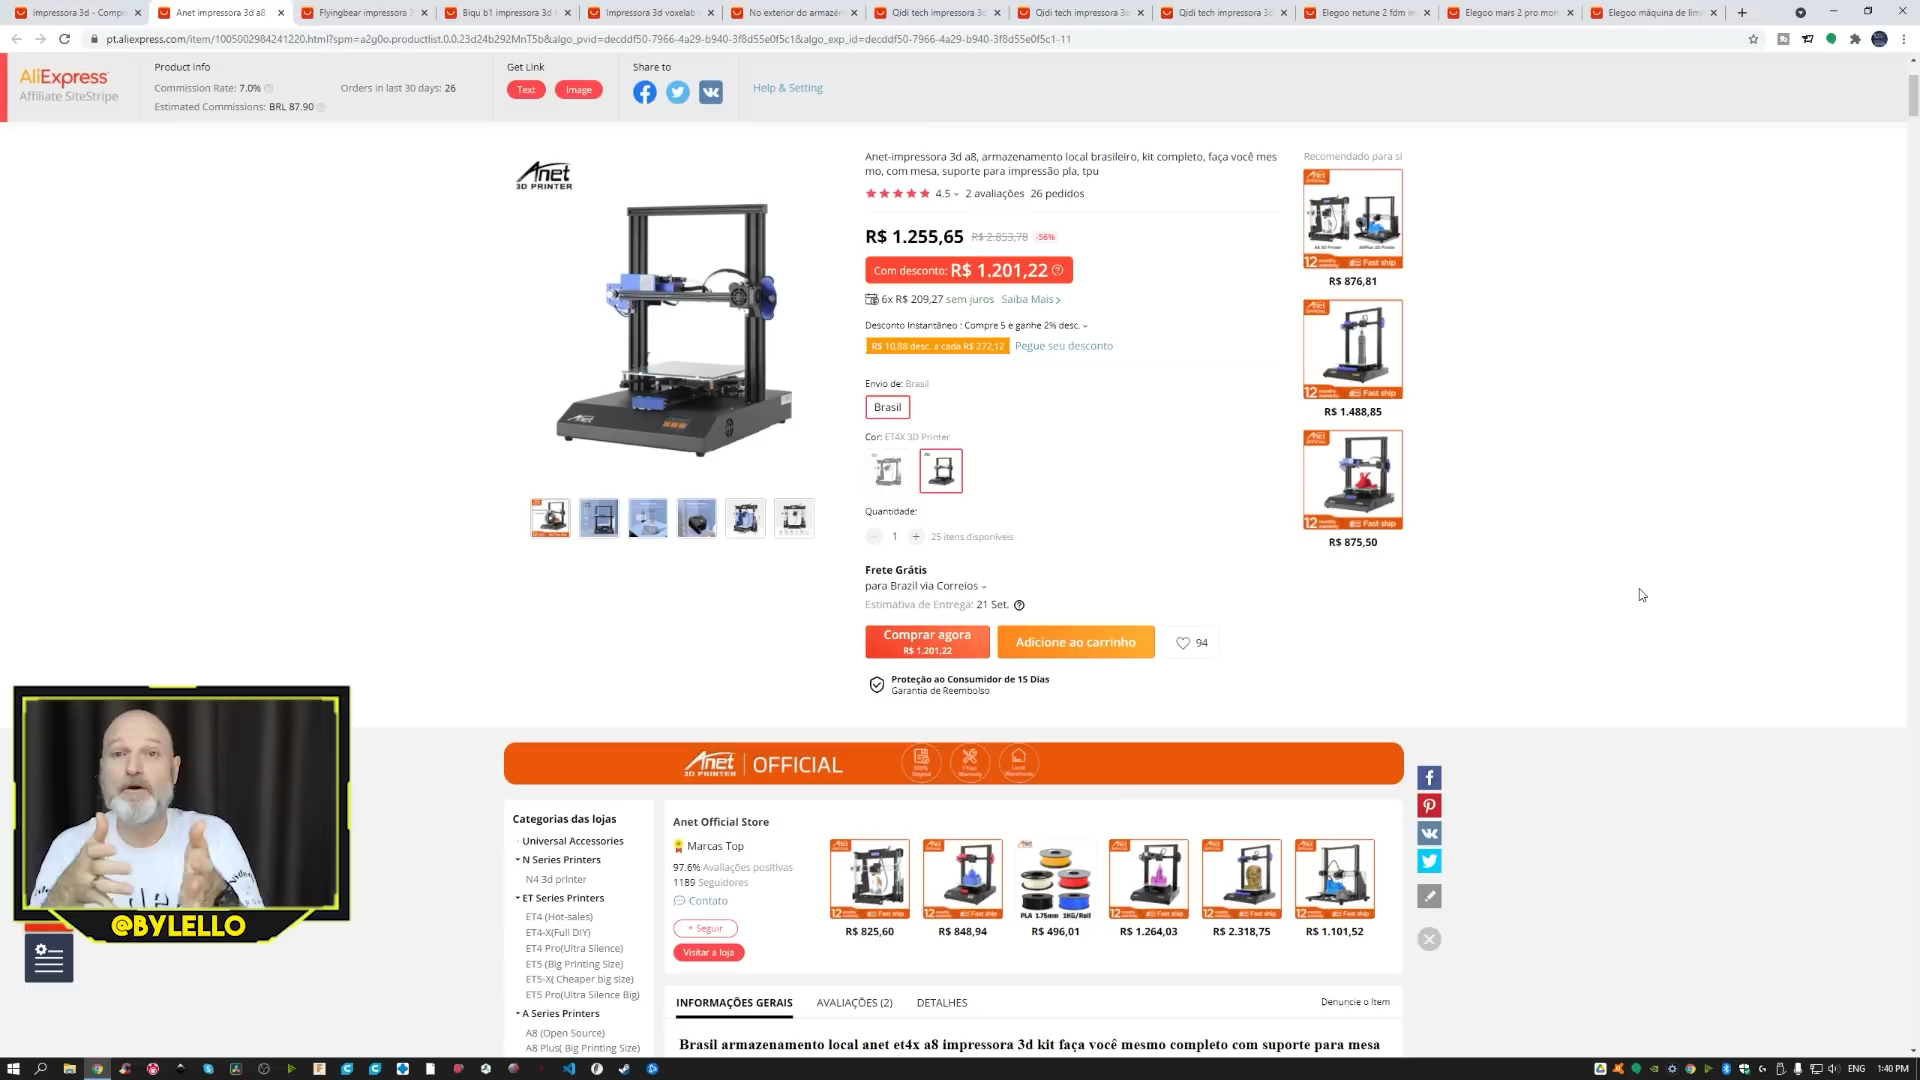 impressora 3d - Compr
Anet impressora 3d a8,
Flyingbear impressora 3
Biqu b1 impressora 3d
Impressora 3d voxelab
No exterior do armazém
Qidi tech impressora 3d
Qidi tech impressora 3d
Qidi tech impressora 3d
Elegoo netune 2 fdm im
Elegoo mars 2 pro mon
Elegoo máquina de lim
pt.aliexpress.com/item/1005002984241220.html?spm=a2g0o.productlist.0.0.23d24b292MnT5b&algo_pvid=decddf50-7966-4a29-b940-3f8d55e0f5c1&algo_exp_id=decddf50-7966-4a29-b940-3f8d55e0f5c1-11
AliExpress
Affiliate SiteStripe
Product Info
Commission Rate: 7.0%
Orders in last 30 days: 26
Estimated Commissions: BRL 87.90
Get Link
Text
Image
Share to
Help & Setting
Anet
3D PRINTER
Anet-impressora 3d a8, armazenamento local brasileiro, kit completo, faça você mes
mo, com mesa, suporte para impressão pla, tpu
4.5
2 avaliações
26 pedidos
R$ 1.255,65
R$ 2.853,78
-56%
Com desconto: R$ 1.201,22
6x R$ 209,27 sem juros Saiba Mais
Desconto Instantâneo : Compre 5 e ganhe 2% desc.
R$ 10,88 desc. a cada R$ 272,12
Pegue seu desconto
Envio de: Brasil
Brasil
Cor: ET4X 3D Printer
Quantidade:
1
25 itens disponíveis
Frete Grátis
para Brazil via Correios
Estimativa de Entrega: 21 Set.
Comprar agora
R$ 1.201,22
Adicione ao carrinho
94
Proteção ao Consumidor de 15 Dias
Garantia de Reembolso
Recomendado para si
R$ 876,81
R$ 1.488,85
R$ 875,50
Anet
3D PRINTER
OFFICIAL
100% Original
1 Year Warranty
Local Warehouse
Categorias das lojas
Universal Accessories
N Series Printers
N4 3d printer
ET Series Printers
ET4 (Hot-sales)
ET4-X(Full DIY)
ET4 Pro(Ultra Silence)
ET5 (Big Printing Size)
ET5-X( Cheaper big size)
ET5 Pro(Ultra Silence Big)
A Series Printers
A8 (Open Source)
A8 Plus( Big Printing Size)
Anet Official Store
Marcas Top
97.6% Avaliações positivas
1189 Seguidores
Contato
+ Seguir
Visitar a loja
PLA 1.75mm 1KG/Roll
R$ 825,60
R$ 848,94
R$ 496,01
R$ 1.264,03
R$ 2.318,75
R$ 1.101,52
INFORMAÇÕES GERAIS
AVALIAÇÕES (2)
DETALHES
Denuncie o Item
Brasil armazenamento local anet et4x a8 impressora 3d kit faça você mesmo completo com suporte para mesa
@BYLELLO
ENG
1:40 PM